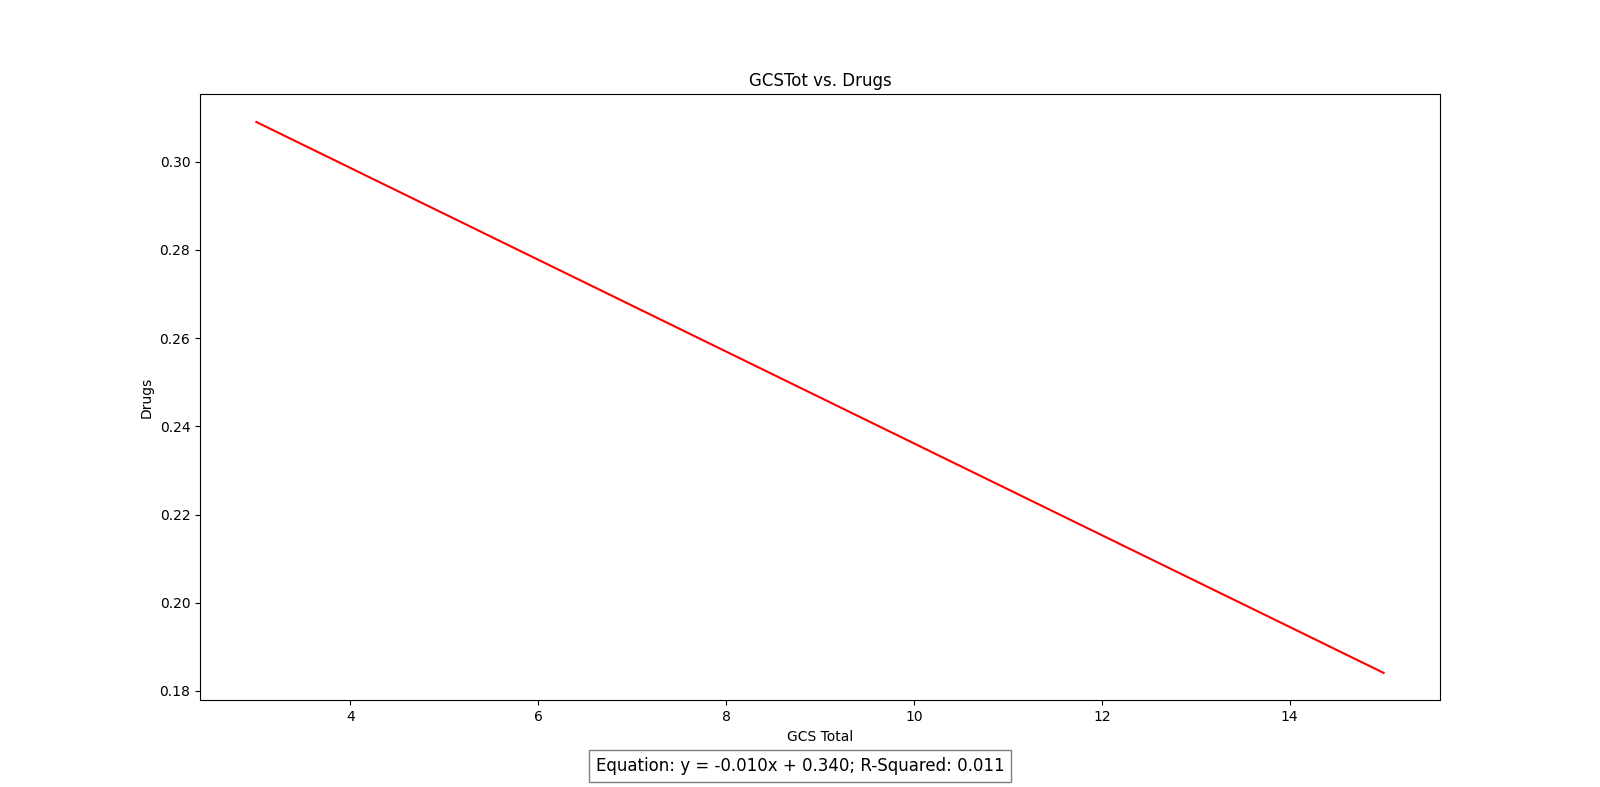 GCSTot vs. Drugs
0.30
0.28
0.26
0.24
0.22
0.20
0.18
Drugs
4 6 8 10 12 14
GCS Total
Equation: y = -0.010x + 0.340; R-Squared: 0.011